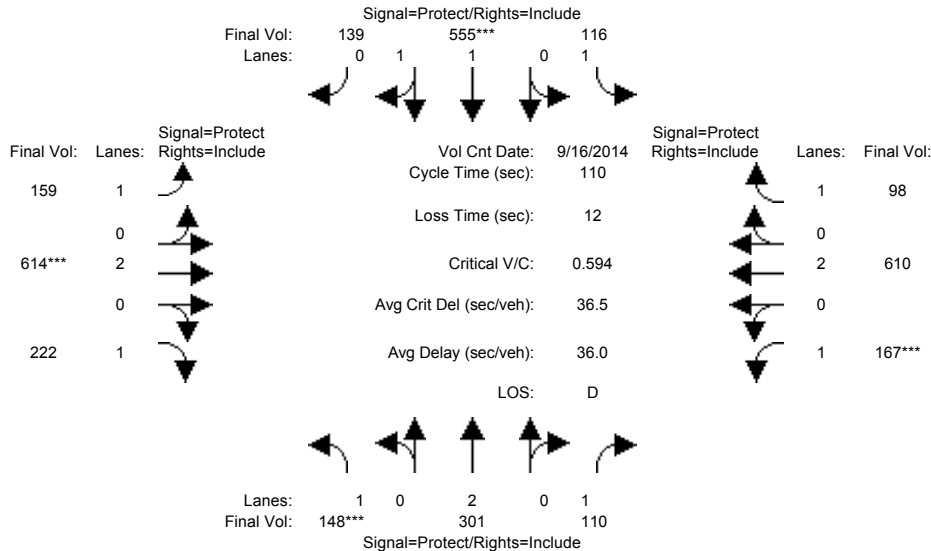 Signal=Protect/Rights=Include
Final Vol: 139 555*** 116
Lanes: 0 1 1 0 1
Signal=Protect Signal=Protect
Final Vol: Lanes: Rights=Include Vol Cnt Date: 9/16/2014 Rights=Include Lanes: Final Vol:
Cycle Time (sec): 110
159 1 1 98
Loss Time (sec): 12
0 0
614*** 2 Critical V/C: 0.594 2 610
0 Avg Crit Del (sec/veh): 36.5 0
222 1 Avg Delay (sec/veh): 36.0 1 167***
LOS: D
Lanes: 1 0 2 0 1
Final Vol: 148*** 301 110
Signal=Protect/Rights=Include